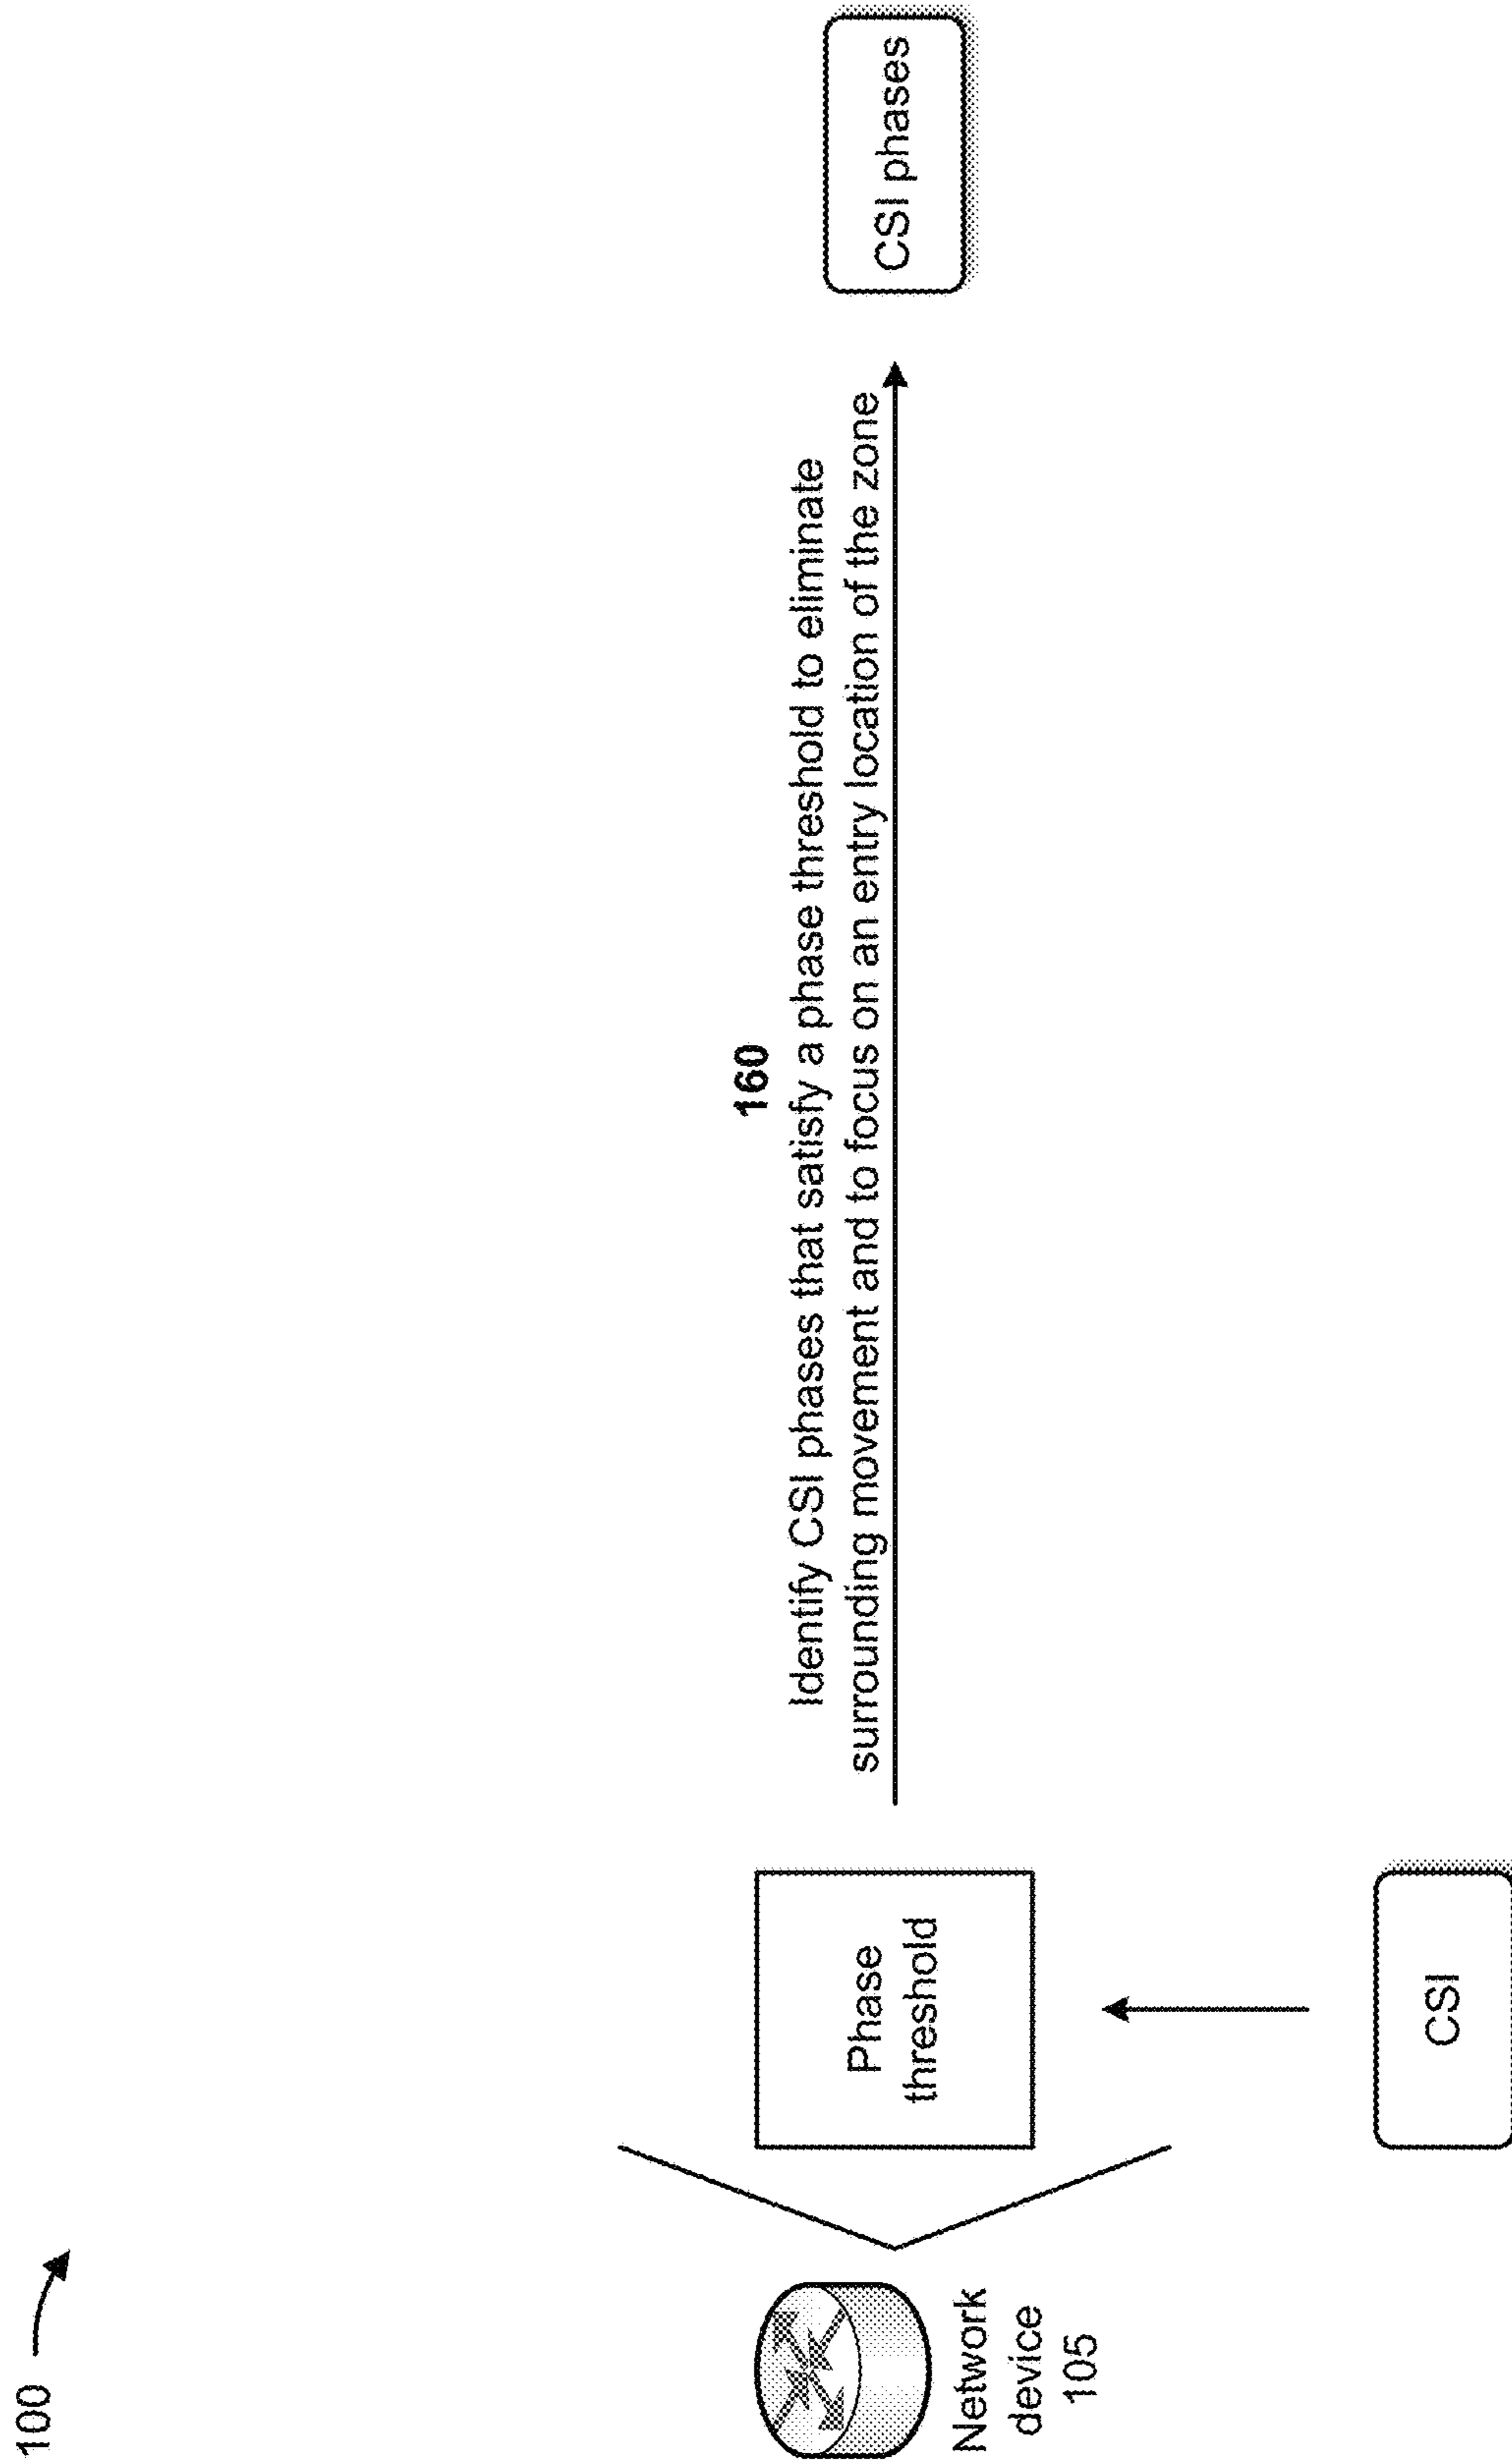 100
160
Identify CSI phases that satisfy a phase threshold to eliminate
surrounding movement and to focus on an entry location of the zone
Network
device
105
Phase
threshold
CSI phases
CSI